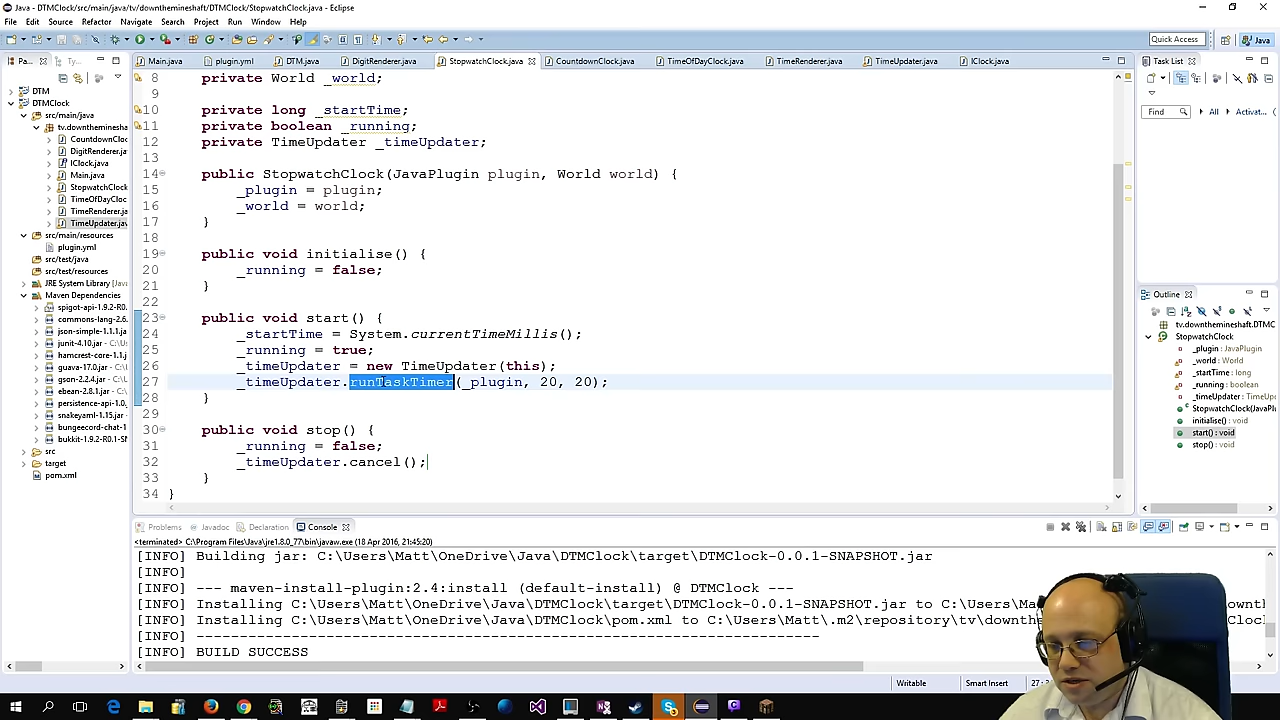 Java - DTMClock/src/main/java/tv/downthemineshaft/DTMClock/StopwatchClock.java - Eclipse
File Edit Source Refactor Navigate Search Project Run Window Help
Quick Access
Java
Pa...
Ty...
Main.java
plugin.yml
DTM.java
DigitRenderer.java
StopwatchClock.java
CountdownClock.java
TimeOfDayClock.java
TimeRenderer.java
TimeUpdater.java
IClock.java
Task List
Find
All
Activat...
DTM
DTMClock
src/main/java
tv.downthemineshaft
CountdownCloc
DigitRenderer.ja
IClock.java
Main.java
StopwatchClock
TimeOfDayCloc
TimeRenderer.ja
TimeUpdater.jav
src/main/resources
plugin.yml
src/test/java
src/test/resources
JRE System Library [Java
Maven Dependencies
spigot-api-1.9.2-R0.
commons-lang-2.6.
json-simple-1.1.1.jar
junit-4.10.jar
hamcrest-core-1.1.j
guava-17.0.jar
gson-2.2.4.jar
ebean-2.8.1.jar
persistence-api-1.0.
snakeyaml-1.15.jar
bungeecord-chat-1
bukkit-1.9.2-R0.1-SN
src
target
pom.xml
8 private World _world;
9
10 private long _startTime;
11 private boolean _running;
12 private TimeUpdater _timeUpdater;
13
14 public StopwatchClock(JavaPlugin plugin, World world) {
15 _plugin = plugin;
16 _world = world;
17 }
18
19 public void initialise() {
20 _running = false;
21 }
22
23 public void start() {
24 _startTime = System.currentTimeMillis();
25 _running = true;
26 _timeUpdater = new TimeUpdater(this);
27 _timeUpdater.runTaskTimer(_plugin, 20, 20);
28 }
29
30 public void stop() {
31 _running = false;
32 _timeUpdater.cancel();
33 }
34 }
Outline
tv.downthemineshaft.DTMC
StopwatchClock
_plugin : JavaPlugin
_world : World
_startTime : long
_running : boolean
_timeUpdater : TimeU
StopwatchClock(JavaP
initialise() : void
start() : void
stop() : void
Problems
Javadoc
Declaration
Console
<terminated> C:\Program Files\Java\jre1.8.0_77\bin\javaw.exe (18 Apr 2016, 21:45:20)
[INFO] Building jar: C:\Users\Matt\OneDrive\Java\DTMClock\target\DTMClock-0.0.1-SNAPSHOT.jar
[INFO]
[INFO] --- maven-install-plugin:2.4:install (default-install) @ DTMClock ---
[INFO] Installing C:\Users\Matt\OneDrive\Java\DTMClock\target\DTMClock-0.0.1-SNAPSHOT.jar to C:\Users\Ma
[INFO] Installing C:\Users\Matt\OneDrive\Java\DTMClock\pom.xml to C:\Users\Matt\.m2\repository\tv\downth
[INFO] ------------------------------------------------------------------------
[INFO] BUILD SUCCESS
Writable
Smart Insert
27 : 3